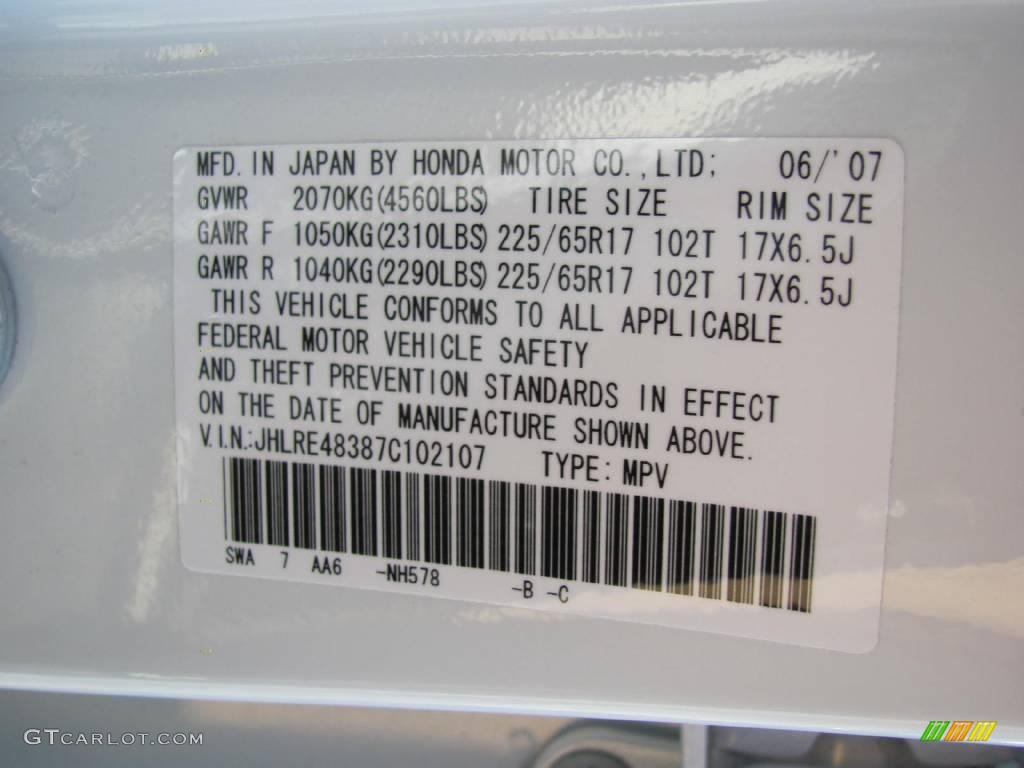 MFD. IN JAPAN BY HONDA MOTOR CO.,LTD; 06/'07
GVWR 2070KG(4560LBS) TIRE SIZE RIM SIZE
GAWR F 1050KG(2310LBS) 225/65R17 102T 17X6.5J
GAWR R 1040KG(2290LBS) 225/65R17 102T 17X6.5J
THIS VEHICLE CONFORMS TO ALL APPLICABLE
FEDERAL MOTOR VEHICLE SAFETY
AND THEFT PREVENTION STANDARDS IN EFFECT
ON THE DATE OF MANUFACTURE SHOWN ABOVE.
V.I.N.:JHLRE48387C102107 TYPE: MPV
SWA 7 AA6 -NH578 -B -C
GTCARLOT.COM